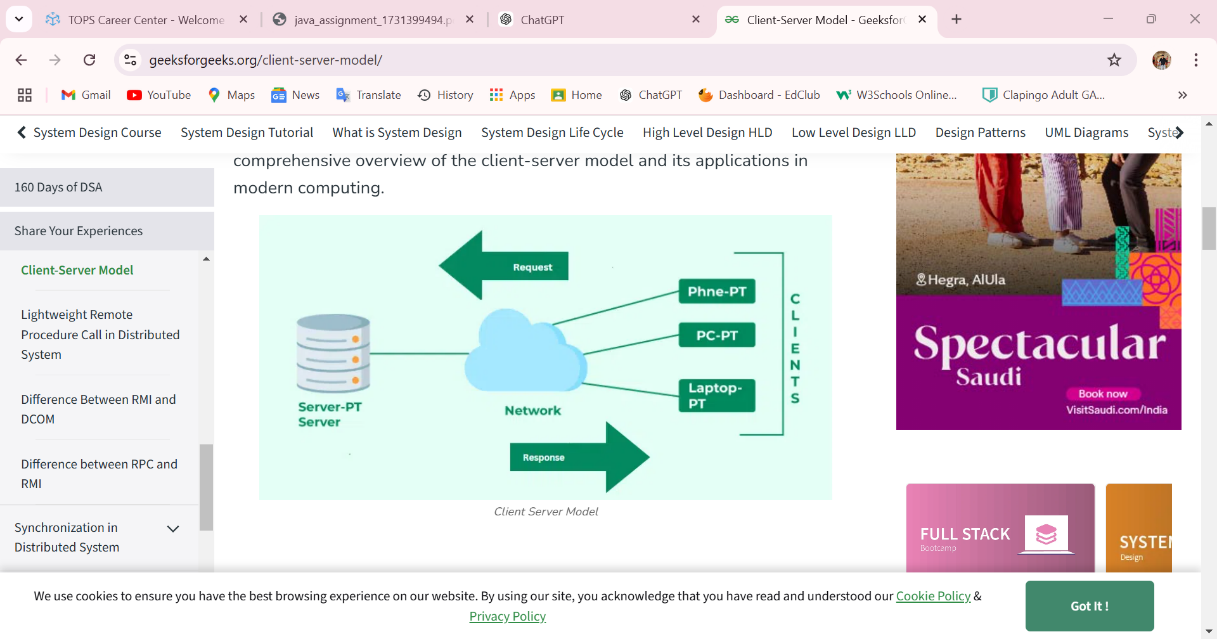 TOPS Career Center - Welcome
java_assignment_1731399494.p
ChatGPT
Client-Server Model - Geeksfor
geeksforgeeks.org/client-server-model/
Gmail
YouTube
Maps
News
Translate
History
Apps
Home
ChatGPT
Dashboard - EdClub
W3Schools Online...
Clapingo Adult GA...
System Design Course
System Design Tutorial
What is System Design
System Design Life Cycle
High Level Design HLD
Low Level Design LLD
Design Patterns
UML Diagrams
Syste
160 Days of DSA
Share Your Experiences
Client-Server Model
Lightweight Remote
Procedure Call in Distributed
System
Difference Between RMI and
DCOM
Difference between RPC and
RMI
Synchronization in
Distributed System
comprehensive overview of the client-server model and its applications in
modern computing.
Request
Phne-PT
PC-PT
Laptop-
PT
CLIENTS
Server-PT
Server
Network
Response
Client Server Model
Hegra, AlUla
Spectacular
Saudi
Book now
VisitSaudi.com/India
FULL STACK
Bootcamp
SYSTEM
Design
We use cookies to ensure you have the best browsing experience on our website. By using our site, you acknowledge that you have read and understood our Cookie Policy &
Privacy Policy
Got It !